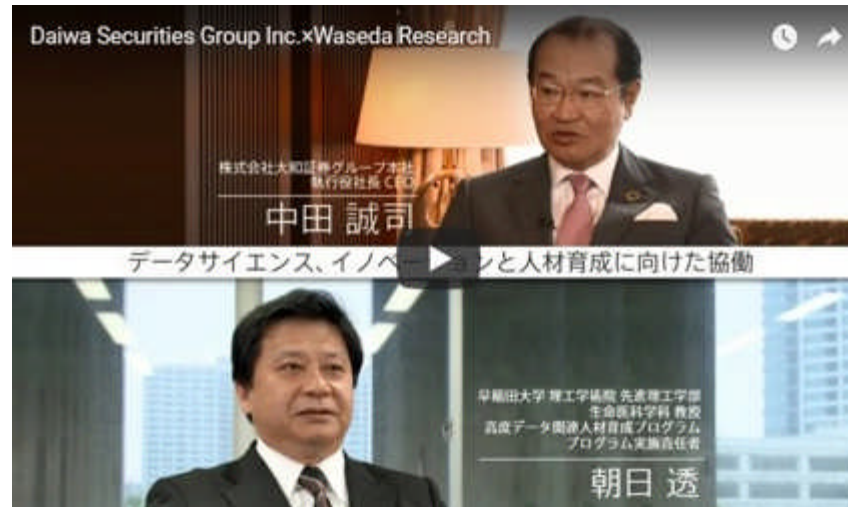 Daiwa Securities Group Inc.×Waseda Research
株式会社大和証券グループ本社
執行役社長 CEO
中田 誠司
データサイエンス、イノベーションと人材育成に向けた協働
早稲田大学 理工学術院 先進理工学部
生命医科学科 教授
高度データ関連人材育成プログラム
プログラム実施責任者
朝日 透